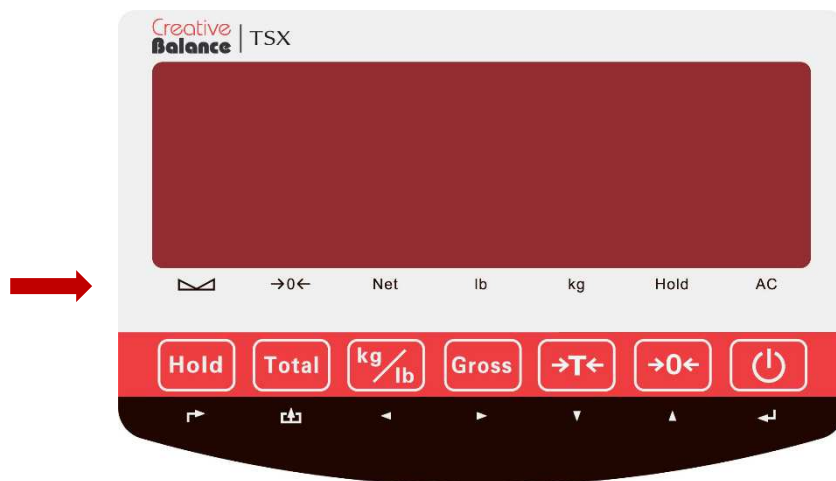 Creative
Balance | TSX
→0← Net lb kg Hold AC
Hold Total kg/lb Gross →T← →0←